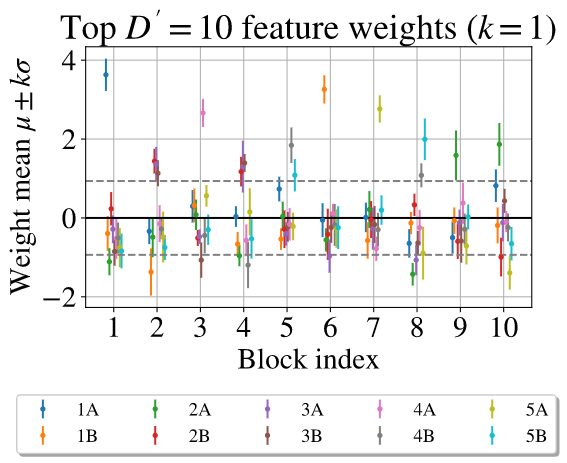 Top D′ = 10 feature weights (k = 1)
Weight mean μ ± kσ
4
2
0
−2
1 2 3 4 5 6 7 8 9 10
Block index
1A 2A 3A 4A 5A
1B 2B 3B 4B 5B